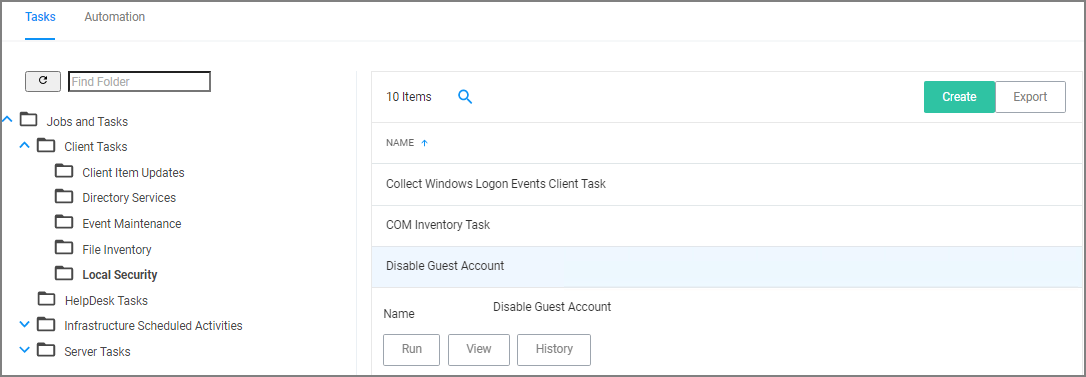 Tasks Automation
Find Folder
Jobs and Tasks
Client Tasks
Client Item Updates
Directory Services
Event Maintenance
File Inventory
Local Security
HelpDesk Tasks
Infrastructure Scheduled Activities
Server Tasks
10 Items
Create Export
NAME
Collect Windows Logon Events Client Task
COM Inventory Task
Disable Guest Account
Name Disable Guest Account
Run View History